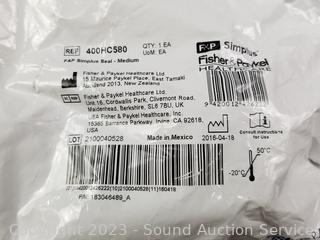 REF 400HC580 QTY: 1 EA
UoM: EA
F&P Simplus Seal - Medium
F&P Simplus
Fisher & Paykel
HEALTHCARE
Fisher & Paykel Healthcare Ltd
15 Maurice Paykel Place, East Tamaki
Auckland 2013, New Zealand
Fisher & Paykel Healthcare Ltd,
Unit 16, Cordwallis Park, Clivemont Road,
Maidenhead, Berkshire, SL6 7BU, UK
Fisher & Paykel Healthcare Inc.
15365 Barranca Parkway, Irvine, CA 92618,
USA
LOT 2100040528
Made in Mexico
2016-04-18
Consult Instructions
for Use
50°C
-20°C
P/N: 183046489_A
Copyright 2023 - Sound Auction Service